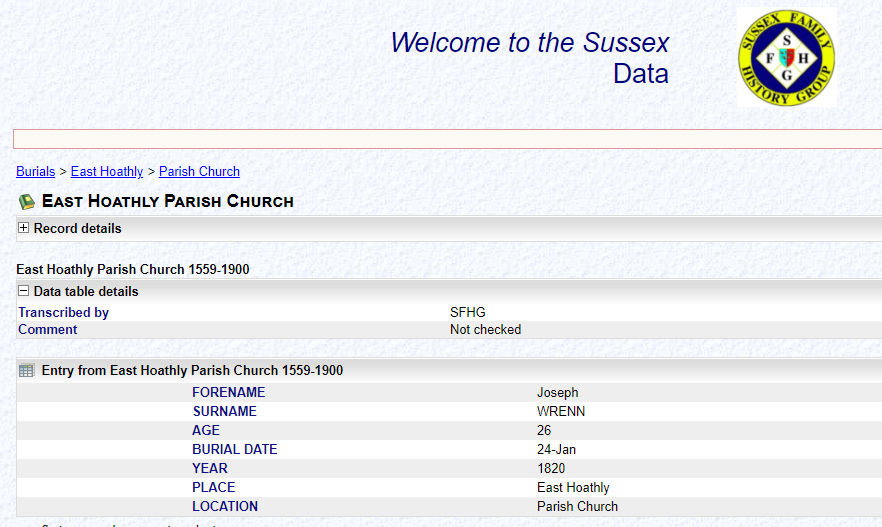 Welcome to the Sussex
Data
SUSSEX FAMILY HISTORY GROUP
S
F H
G
Burials > East Hoathly > Parish Church
EAST HOATHLY PARISH CHURCH
Record details
East Hoathly Parish Church 1559-1900
Data table details
Transcribed by SFHG
Comment Not checked
Entry from East Hoathly Parish Church 1559-1900
FORENAME Joseph
SURNAME WRENN
AGE 26
BURIAL DATE 24-Jan
YEAR 1820
PLACE East Hoathly
LOCATION Parish Church